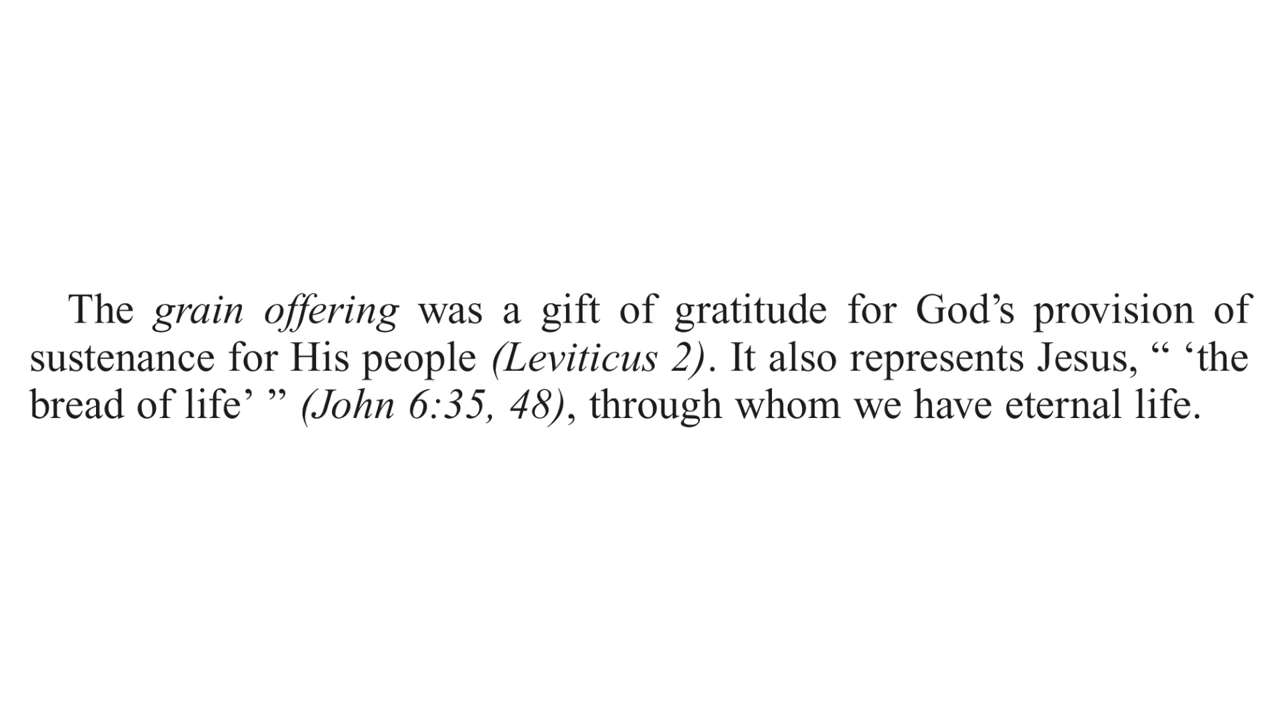 The grain offering was a gift of gratitude for God’s provision of
sustenance for His people (Leviticus 2). It also represents Jesus, “ ‘the
bread of life’ ” (John 6:35, 48), through whom we have eternal life.